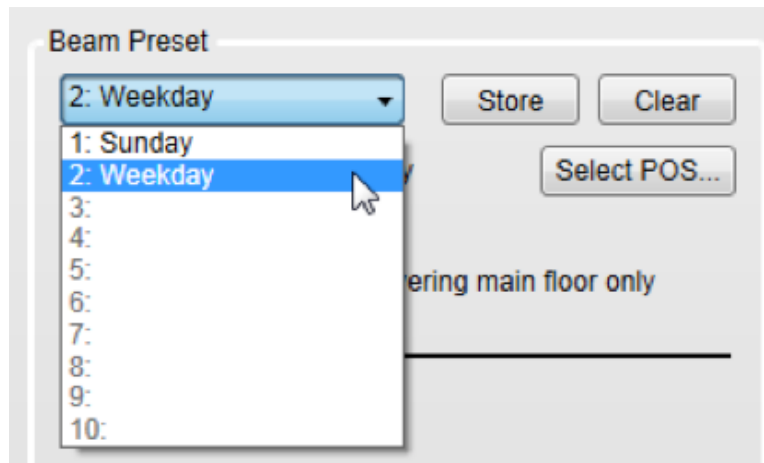 Beam Preset
2: Weekday Store Clear
1: Sunday
2: Weekday Select POS...
3:
4:
5: ering main floor only
6:
7:
8:
9:
10: